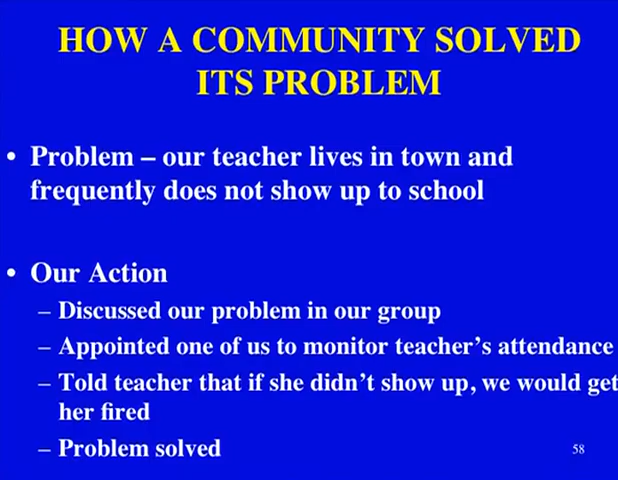 HOW A COMMUNITY SOLVED
ITS PROBLEM
• Problem – our teacher lives in town and
frequently does not show up to school
• Our Action
– Discussed our problem in our group
– Appointed one of us to monitor teacher's attendance
– Told teacher that if she didn't show up, we would get
her fired
– Problem solved
58